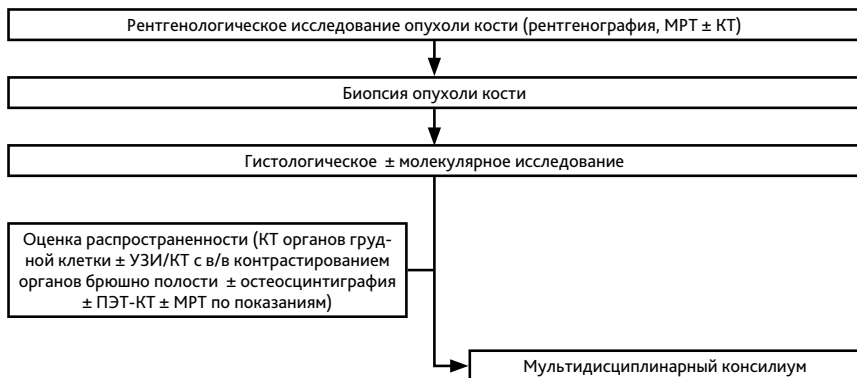 Рентгенологическое исследование опухоли кости (рентгенография, МРТ ± КТ)
Биопсия опухоли кости
Гистологическое ± молекулярное исследование
Оценка распространенности (КТ органов груд-
ной клетки ± УЗИ/КТ с в/в контрастированием
органов брюшно полости ± остеосцинтиграфия
± ПЭТ-КТ ± МРТ по показаниям)
Мультидисциплинарный консилиум